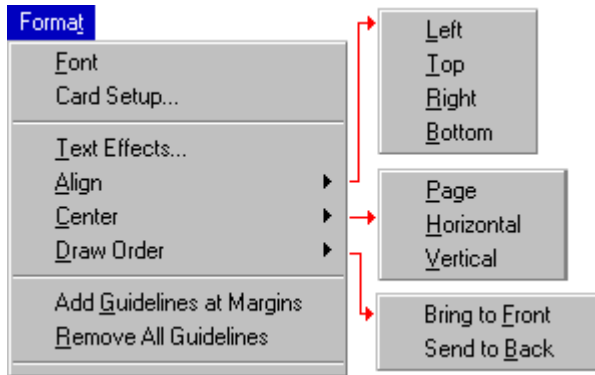 Format
Font
Card Setup...
Text Effects...
Align
Center
Draw Order
Add Guidelines at Margins
Remove All Guidelines
Left
Top
Right
Bottom
Page
Horizontal
Vertical
Bring to Front
Send to Back